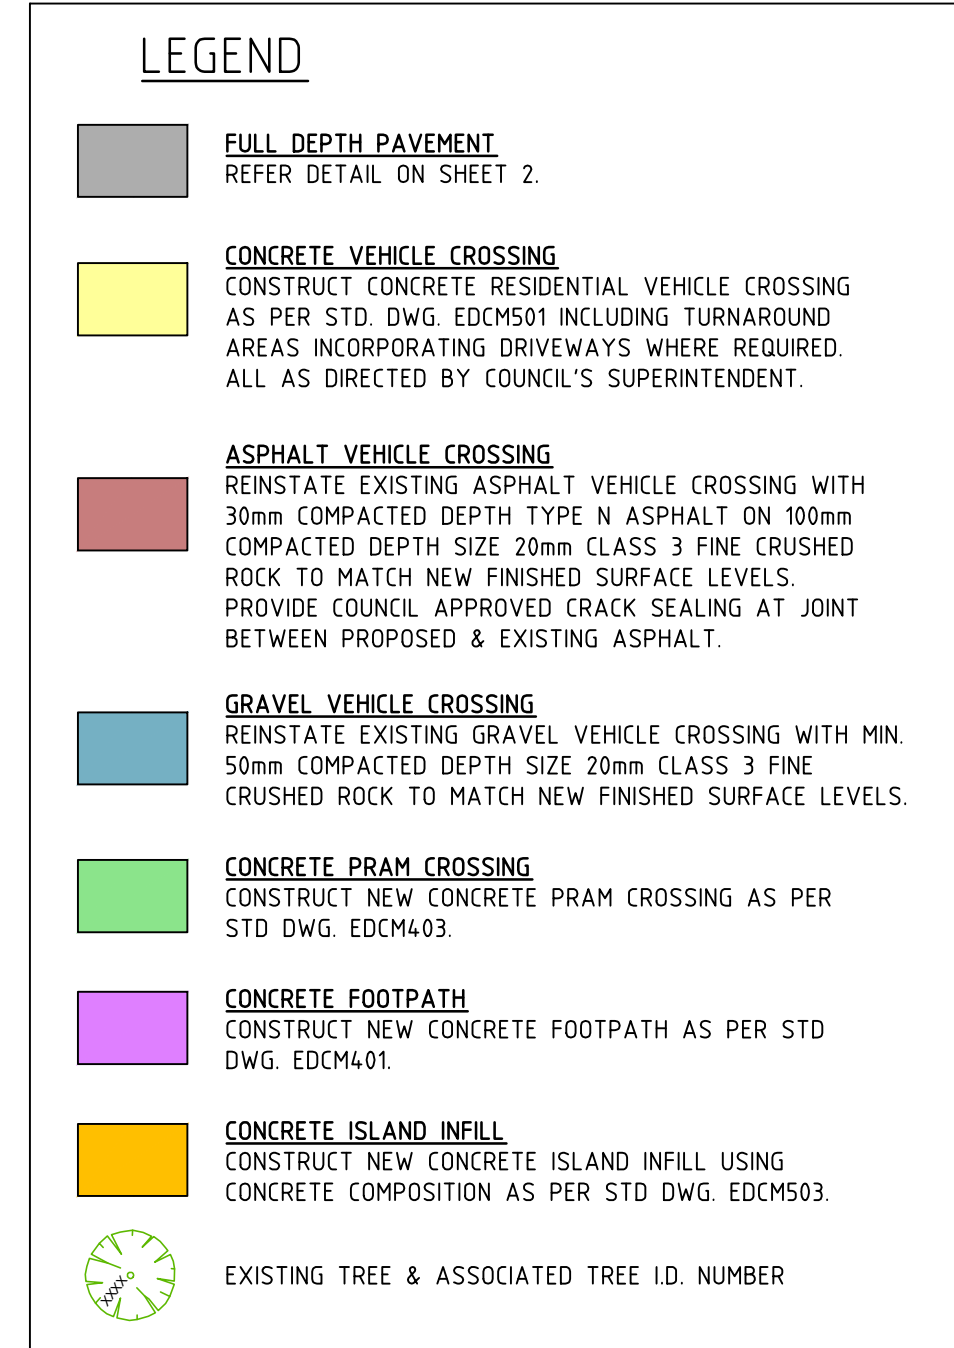 LEGEND
FULL DEPTH PAVEMENT
REFER DETAIL ON SHEET 2.
CONCRETE VEHICLE CROSSING
CONSTRUCT CONCRETE RESIDENTIAL VEHICLE CROSSING
AS PER STD. DWG. EDCM501 INCLUDING TURNAROUND
AREAS INCORPORATING DRIVEWAYS WHERE REQUIRED.
ALL AS DIRECTED BY COUNCIL'S SUPERINTENDENT.
ASPHALT VEHICLE CROSSING
REINSTATE EXISTING ASPHALT VEHICLE CROSSING WITH
30mm COMPACTED DEPTH TYPE N ASPHALT ON 100mm
COMPACTED DEPTH SIZE 20mm CLASS 3 FINE CRUSHED
ROCK TO MATCH NEW FINISHED SURFACE LEVELS.
PROVIDE COUNCIL APPROVED CRACK SEALING AT JOINT
BETWEEN PROPOSED & EXISTING ASPHALT.
GRAVEL VEHICLE CROSSING
REINSTATE EXISTING GRAVEL VEHICLE CROSSING WITH MIN.
50mm COMPACTED DEPTH SIZE 20mm CLASS 3 FINE
CRUSHED ROCK TO MATCH NEW FINISHED SURFACE LEVELS.
CONCRETE PRAM CROSSING
CONSTRUCT NEW CONCRETE PRAM CROSSING AS PER
STD DWG. EDCM403.
CONCRETE FOOTPATH
CONSTRUCT NEW CONCRETE FOOTPATH AS PER STD
DWG. EDCM401.
CONCRETE ISLAND INFILL
CONSTRUCT NEW CONCRETE ISLAND INFILL USING
CONCRETE COMPOSITION AS PER STD DWG. EDCM503.
XXXX
EXISTING TREE & ASSOCIATED TREE I.D. NUMBER